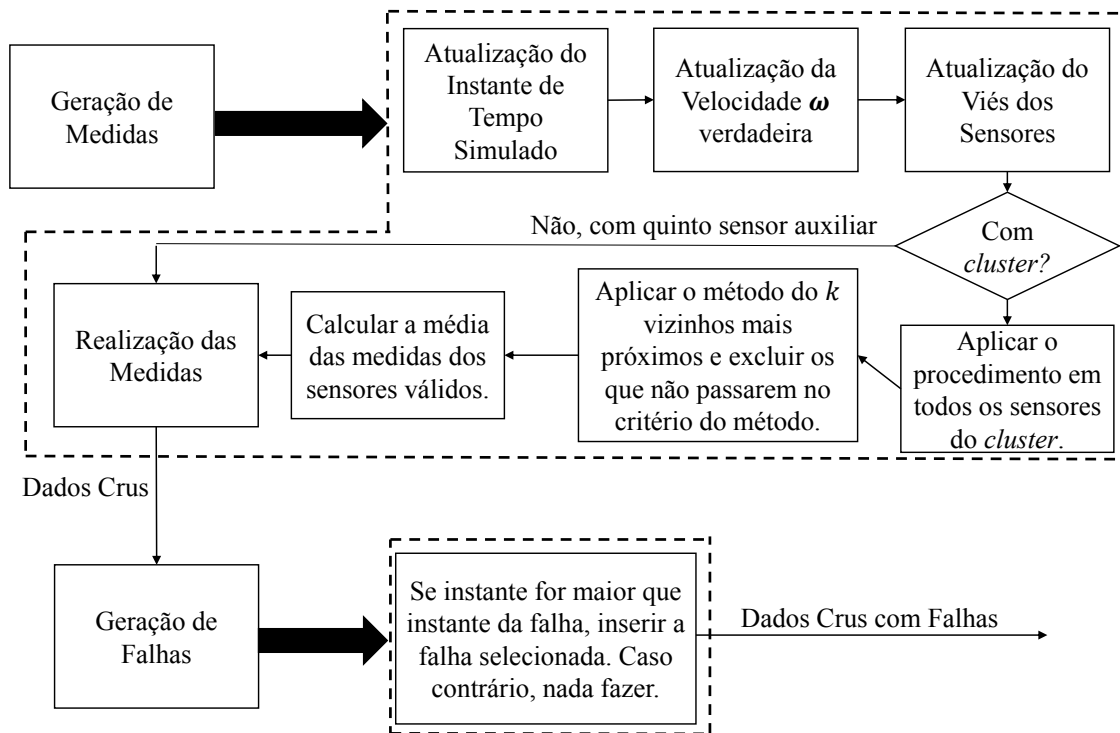 Geração de
Medidas
Atualização do
Instante de
Tempo
Simulado
Atualização da
Velocidade ω
verdadeira
Atualização do
Viés dos
Sensores
Não, com quinto sensor auxiliar
Com
cluster?
Realização das
Medidas
Calcular a média
das medidas dos
sensores válidos.
Aplicar o método do k
vizinhos mais
próximos e excluir os
que não passarem no
critério do método.
Aplicar o
procedimento em
todos os sensores
do cluster.
Dados Crus
Geração de
Falhas
Se instante for maior que
instante da falha, inserir a
falha selecionada. Caso
contrário, nada fazer.
Dados Crus com Falhas